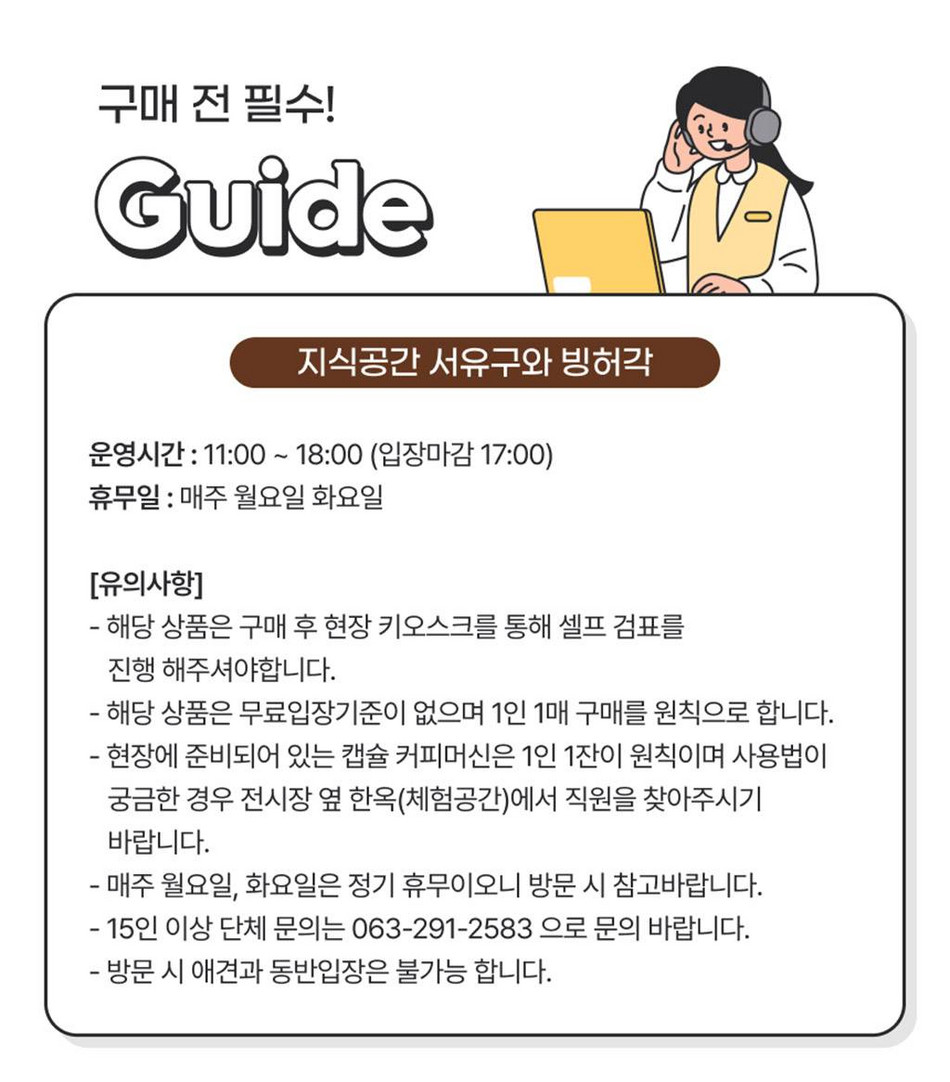 구매 전 필수!
Guide
지식공간 서유구와 빙허각
운영시간 : 11:00 ~ 18:00 (입장마감 17:00)
휴무일 : 매주 월요일 화요일
[유의사항]
- 해당 상품은 구매 후 현장 키오스크를 통해 셀프 검표를
진행 해주셔야합니다.
- 해당 상품은 무료입장기준이 없으며 1인 1매 구매를 원칙으로 합니다.
- 현장에 준비되어 있는 캡슐 커피머신은 1인 1잔이 원칙이며 사용법이
궁금한 경우 전시장 옆 한옥(체험공간)에서 직원을 찾아주시기
바랍니다.
- 매주 월요일, 화요일은 정기 휴무이오니 방문 시 참고바랍니다.
- 15인 이상 단체 문의는 063-291-2583 으로 문의 바랍니다.
- 방문 시 애견과 동반입장은 불가능 합니다.